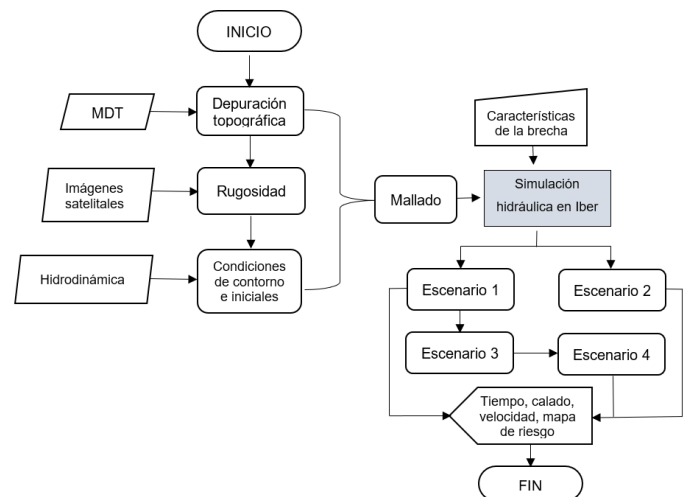 INICIO
MDT
Depuración
topográfica
Imágenes
satelitales
Rugosidad
Hidrodinámica
Condiciones
de contorno
e iniciales
Mallado
Características
de la brecha
Simulación
hidráulica en Iber
Escenario 1
Escenario 2
Escenario 3
Escenario 4
Tiempo, calado,
velocidad, mapa
de riesgo
FIN